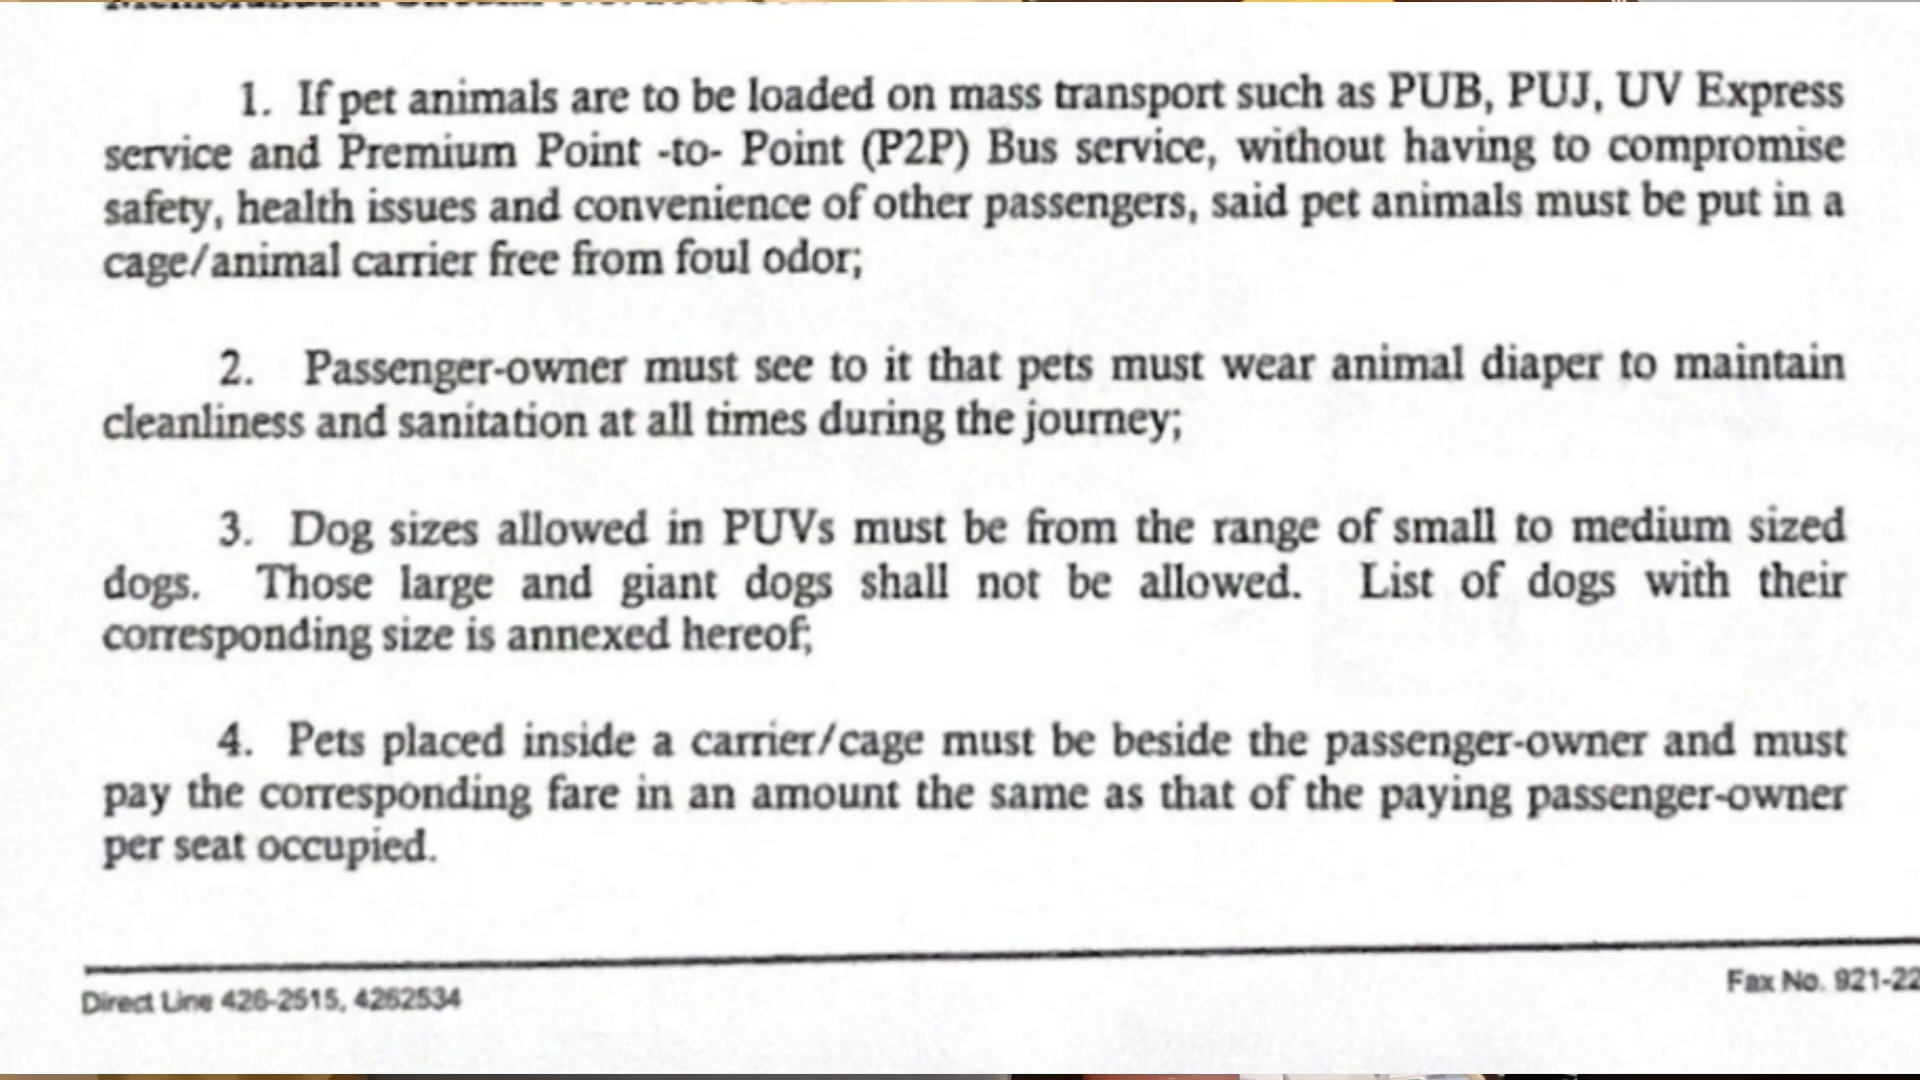 Memorandum Circular
1. If pet animals are to be loaded on mass transport such as PUB, PUJ, UV Express
service and Premium Point -to- Point (P2P) Bus service, without having to compromise
safety, health issues and convenience of other passengers, said pet animals must be put in a
cage/animal carrier free from foul odor;
2. Passenger-owner must see to it that pets must wear animal diaper to maintain
cleanliness and sanitation at all times during the journey;
3. Dog sizes allowed in PUVs must be from the range of small to medium sized
dogs. Those large and giant dogs shall not be allowed. List of dogs with their
corresponding size is annexed hereof;
4. Pets placed inside a carrier/cage must be beside the passenger-owner and must
pay the corresponding fare in an amount the same as that of the paying passenger-owner
per seat occupied.
Direct Line 426-2515, 4262534
Fax No. 921-22